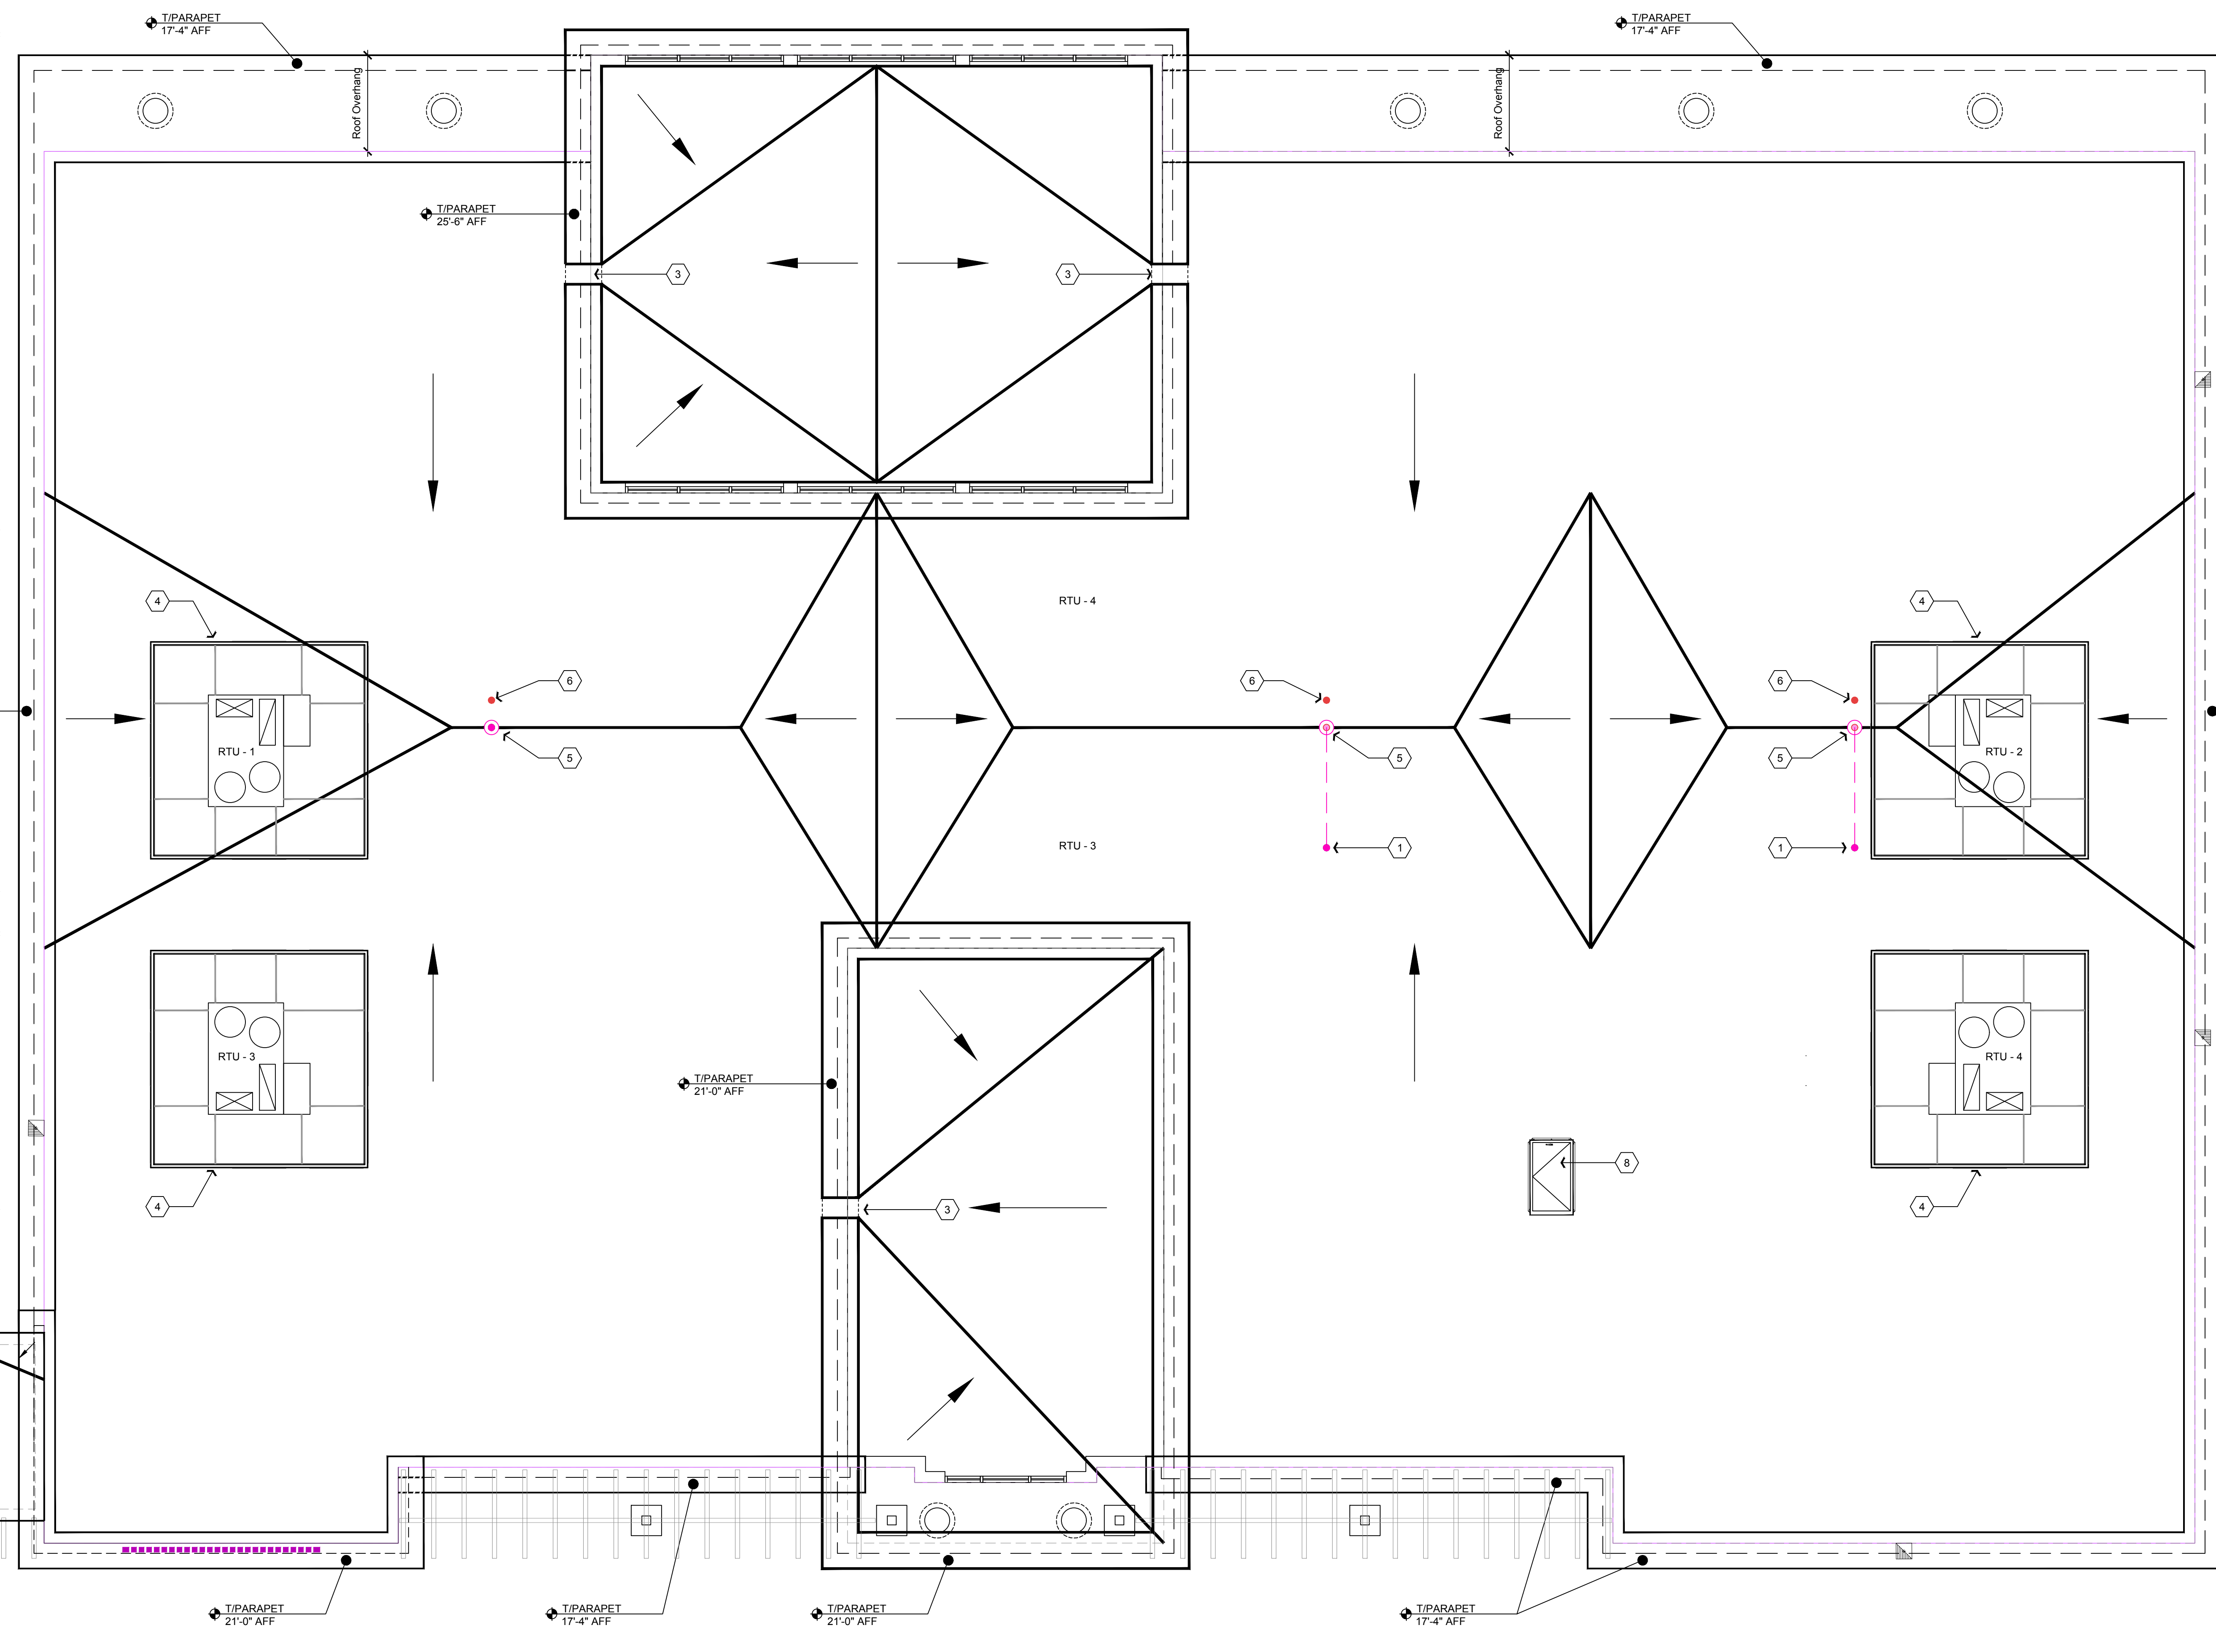 T/PARAPET
17'-4" AFF
T/PARAPET
17'-4" AFF
Roof Overhang
Roof Overhang
T/PARAPET
25'-6" AFF
3
3
4
RTU - 4
4
6
6
6
RTU - 1
5
5
5
RTU - 2
RTU - 3
1
1
RTU - 3
RTU - 4
T/PARAPET
21'-0" AFF
8
4
3
4
T/PARAPET
21'-0" AFF
T/PARAPET
17'-4" AFF
T/PARAPET
21'-0" AFF
T/PARAPET
17'-4" AFF